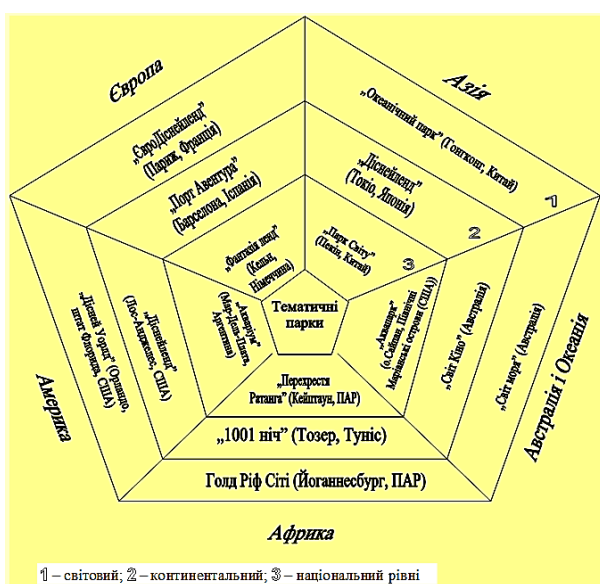 Європа
Азія
„ЄвроДіснейленд”
(Париж, Франція)
„Океанічний парк” (Гонгконг, Китай)
„Порт Авентура”
(Барселона, Іспанія)
„Діснейленд”
(Токіо, Японія)
1
2
3
„Фантазія ленд”
(Кельн,
Німеччина)
„Парк Світу”
(Пекін, Китай)
Тематичні
парки
„Дісней Уорлд” (Орландо,
штат Флорида, США)
„Діснейленд”
(Лос-Анджелес, США)
„Акваріум”
(Мар-Дель-Плата,
Аргентина)
„Аквапарк”
(о.Сайпан, Північні
Маріанські острови (США))
„Світ Кіно” (Австралія)
„Світ моря” (Австралія)
Америка
Австралія і Океанія
„Перехрестя
Ратанга” (Кейптаун, ПАР)
„1001 ніч” (Тозер, Туніс)
Голд Ріф Сіті (Йоганнесбург, ПАР)
Африка
1 – світовий; 2 – континентальний; 3 – національний рівні